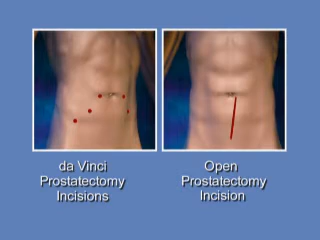 da Vinci
Prostatectomy
Incisions
Open
Prostatectomy
Incision